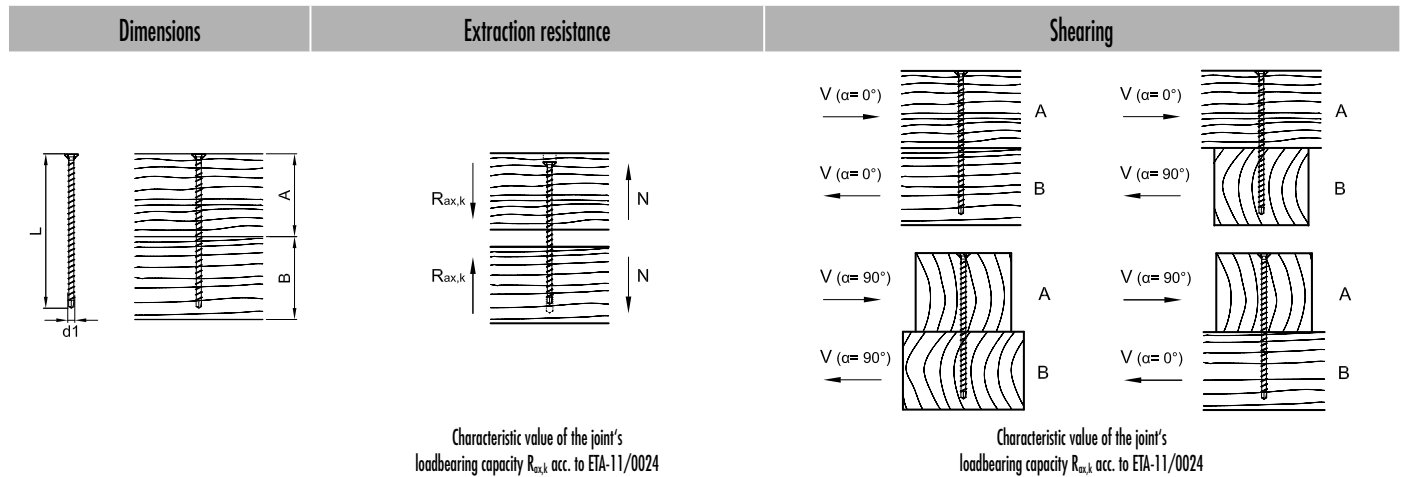 Dimensions
Extraction resistance
Shearing
L
d1
A
B
Rax,k
N
Rax,k
N
V (α= 0°)
A
V (α= 0°)
B
V (α= 0°)
A
V (α= 90°)
B
V (α= 90°)
A
V (α= 90°)
B
V (α= 90°)
A
V (α= 0°)
B
Characteristic value of the joint‘s
loadbearing capacity Rax,k acc. to ETA-11/0024
Characteristic value of the joint‘s
loadbearing capacity Rax,k acc. to ETA-11/0024